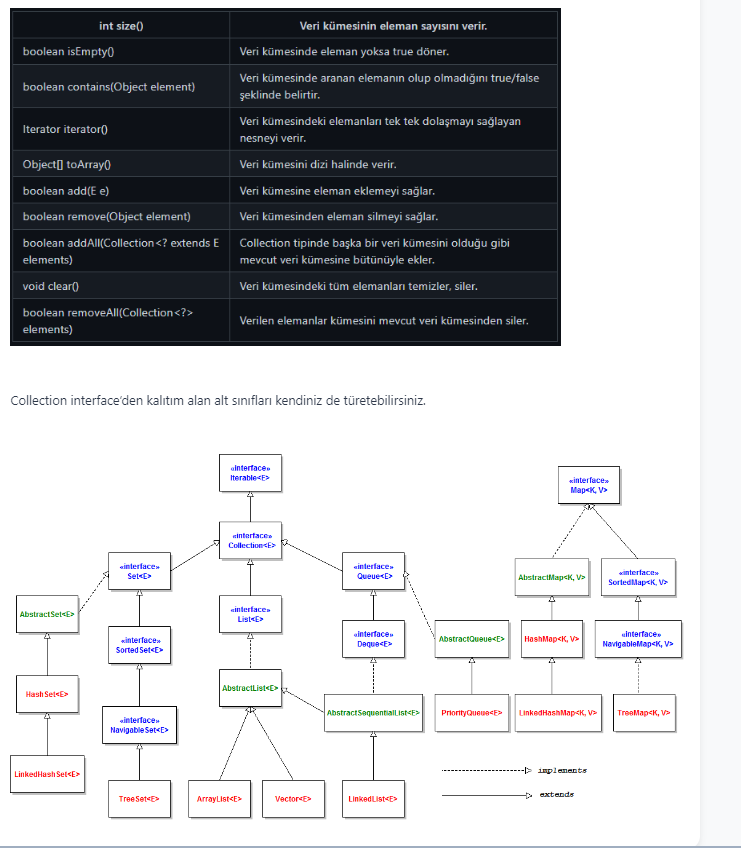 int size()
Veri kümesinin eleman sayısını verir.
boolean isEmpty()
Veri kümesinde eleman yoksa true döner.
boolean contains(Object element)
Veri kümesinde aranan elemanın olup olmadığını true/false
şeklinde belirtir.
Iterator iterator()
Veri kümesindeki elemanları tek tek dolaşmayı sağlayan
nesneyi verir.
Object[] toArray()
Veri kümesini dizi halinde verir.
boolean add(E e)
Veri kümesine eleman eklemeyi sağlar.
boolean remove(Object element)
Veri kümesinden eleman silmeyi sağlar.
boolean addAll(Collection<? extends E
elements)
Collection tipinde başka bir veri kümesini olduğu gibi
mevcut veri kümesine bütünüyle ekler.
void clear()
Veri kümesindeki tüm elemanları temizler, siler.
boolean removeAll(Collection<?>
elements)
Verilen elemanlar kümesini mevcut veri kümesinden siler.
Collection interface'den kalıtım alan alt sınıfları kendiniz de türetebilirsiniz.
«interface»
Iterable<E>
«interface»
Map<K, V>
«interface»
Collection<E>
«interface»
Set<E>
«interface»
Queue<E>
AbstractMap<K, V>
«interface»
SortedMap<K, V>
AbstractSet<E>
«interface»
List<E>
«interface»
SortedSet<E>
«interface»
Deque<E>
AbstractQueue<E>
HashMap<K, V>
«interface»
NavigableMap<K, V>
HashSet<E>
AbstractList<E>
«interface»
NavigableSet<E>
AbstractSequentialList<E>
PriorityQueue<E>
LinkedHashMap<K, V>
TreeMap<K, V>
LinkedHashSet<E>
TreeSet<E>
ArrayList<E>
Vector<E>
LinkedList<E>
implements
extends